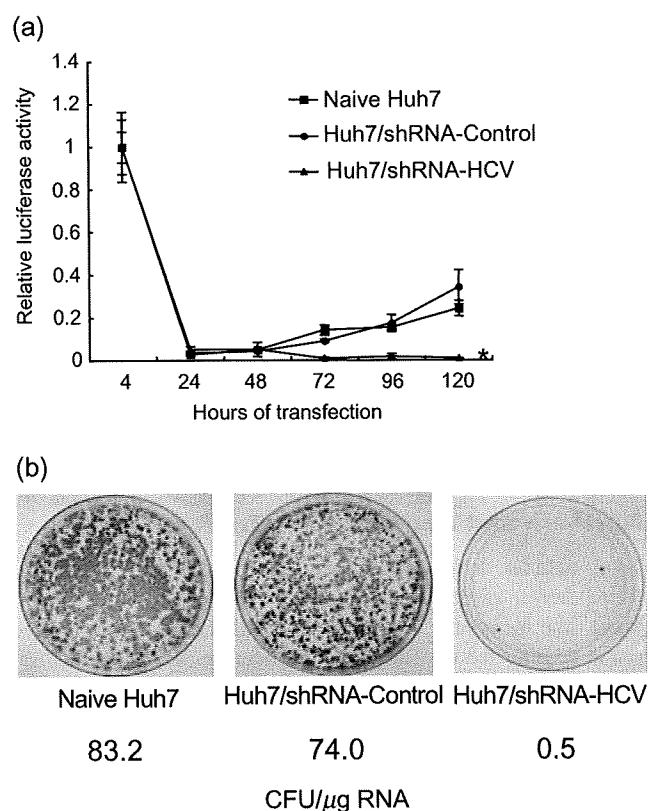 (a)
1.4
1.2
1
0.8
0.6
0.4
0.2
0
Relative luciferase activity
Naive Huh7
Huh7/shRNA-Control
Huh7/shRNA-HCV
*
4 24 48 72 96 120
Hours of transfection
(b)
Naive Huh7 Huh7/shRNA-Control Huh7/shRNA-HCV
83.2 74.0 0.5
CFU/μg RNA